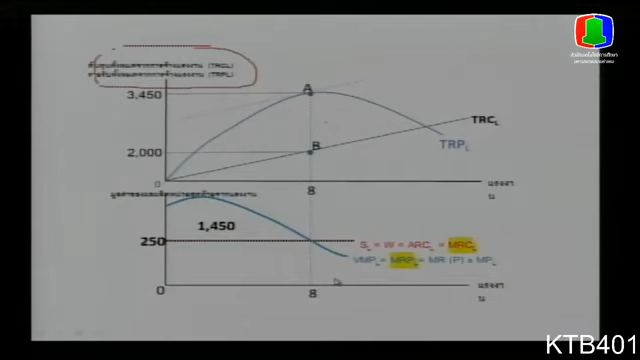 ต้นทุนทั้งหมดจากการจ้างแรงงาน (TRCL)
รายรับทั้งหมดจากการจ้างแรงงาน (TRPL)
3,450
A
TRCL
B
TRPL
2,000
0
8
แรงงา
น
1,450
250
SL = W = ARCL = MRCL
VMPL= MRPL = MR (P) x MPL
0
8
แรงงา
น
KTB401